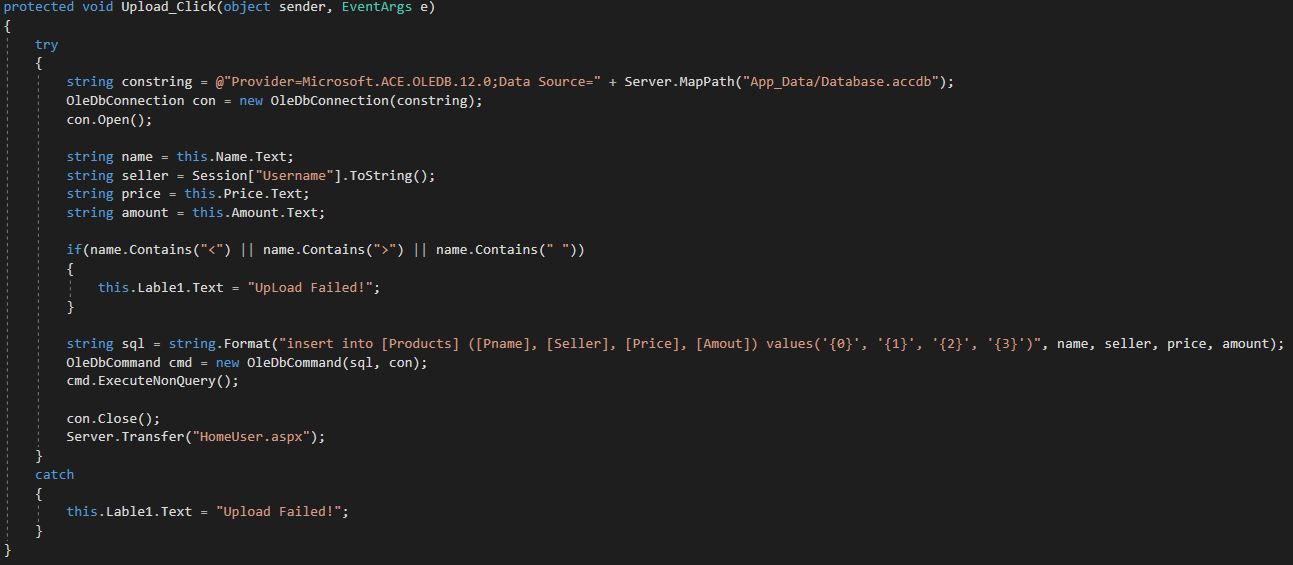 protected void Upload_Click(object sender, EventArgs e)
{
try
{
string constring = @"Provider=Microsoft.ACE.OLEDB.12.0;Data Source=" + Server.MapPath("App_Data/Database.accdb");
OleDbConnection con = new OleDbConnection(constring);
con.Open();
string name = this.Name.Text;
string seller = Session["Username"].ToString();
string price = this.Price.Text;
string amount = this.Amount.Text;
if(name.Contains("<") || name.Contains(">") || name.Contains(" "))
{
this.Lable1.Text = "UpLoad Failed!";
}
string sql = string.Format("insert into [Products] ([Pname], [Seller], [Price], [Amout]) values('{0}', '{1}', '{2}', '{3}')", name, seller, price, amount);
OleDbCommand cmd = new OleDbCommand(sql, con);
cmd.ExecuteNonQuery();
con.Close();
Server.Transfer("HomeUser.aspx");
}
catch
{
this.Lable1.Text = "Upload Failed!";
}
}